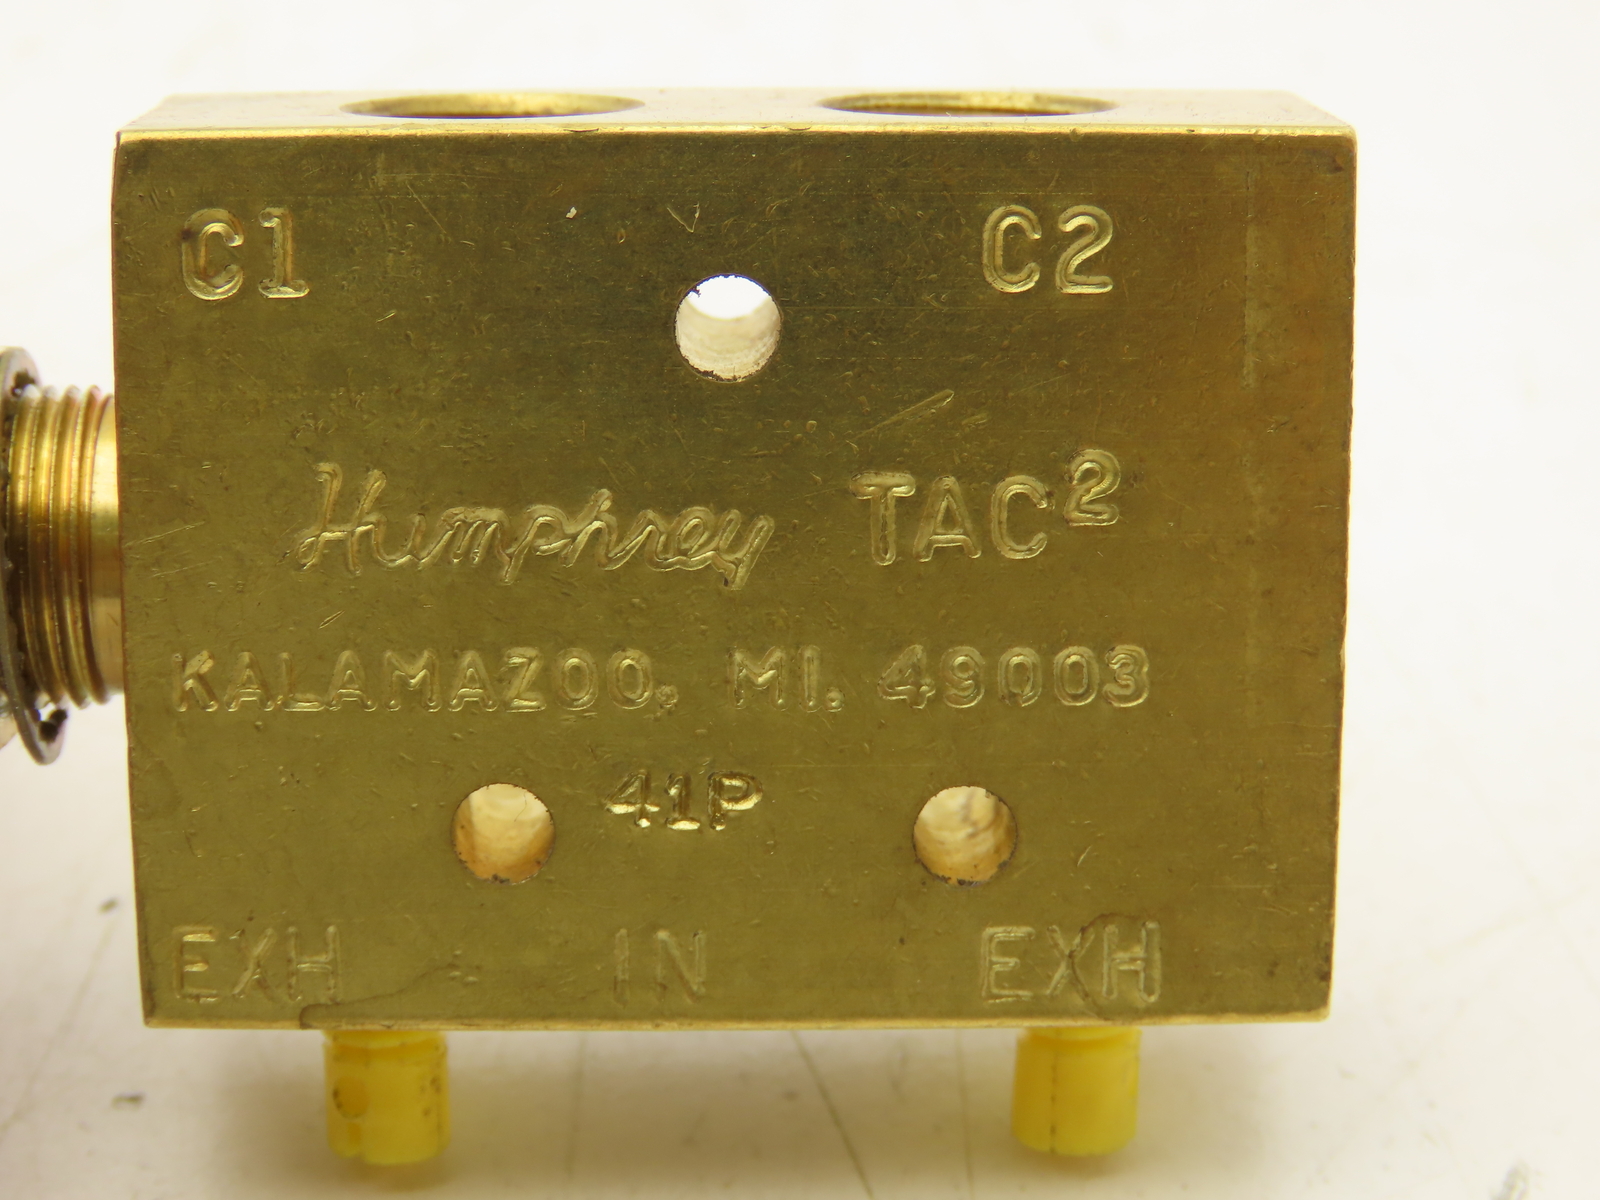 C1 C2
Humphrey TAC²
KALAMAZOO, MI. 49003
41P
EXH IN EXH